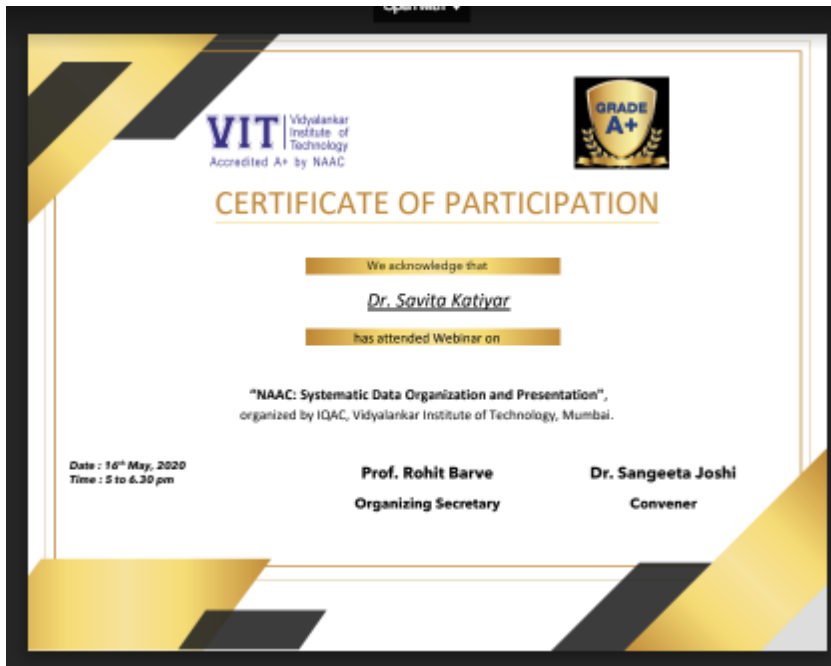 Open with
VIT
Vidyalankar
Institute of
Technology
Accredited A+ by NAAC
GRADE
A+
CERTIFICATE OF PARTICIPATION
We acknowledge that
Dr. Savita Katiyar
has attended Webinar on
“NAAC: Systematic Data Organization and Presentation”,
organized by IQAC, Vidyalankar Institute of Technology, Mumbai.
Date : 16th May, 2020
Time : 5 to 6.30 pm
Prof. Rohit Barve
Organizing Secretary
Dr. Sangeeta Joshi
Convener